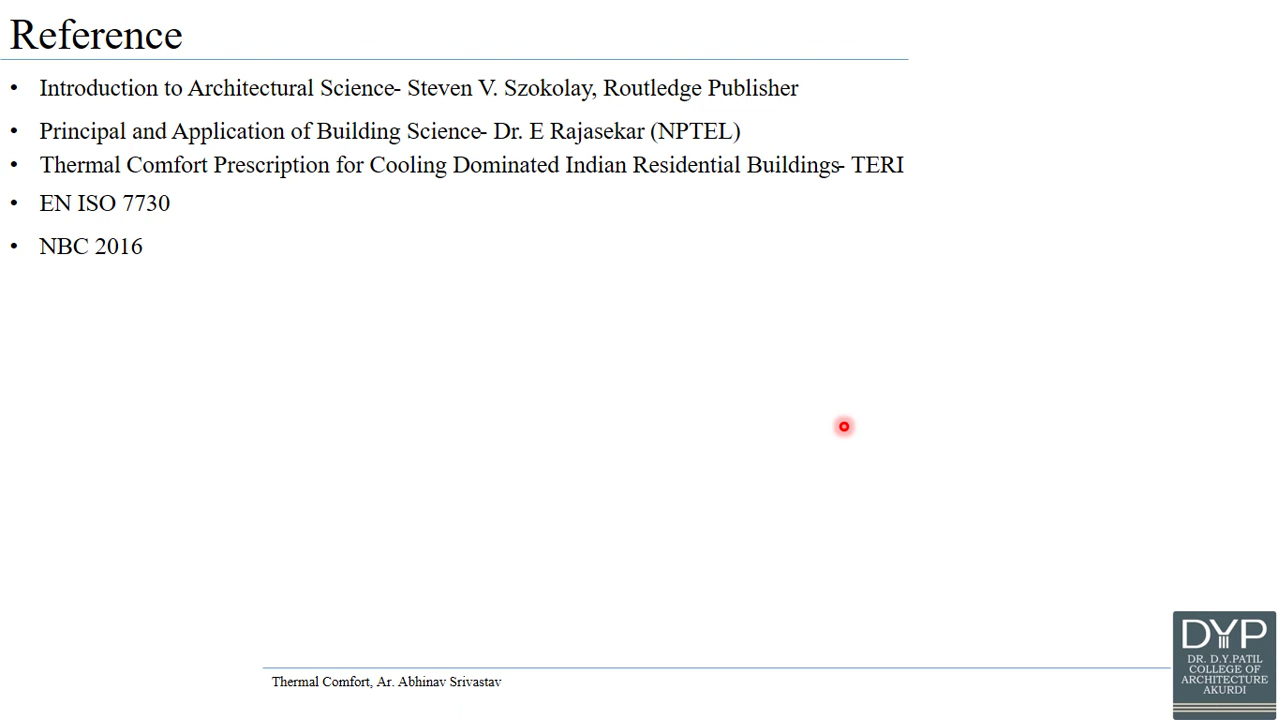 Reference
• Introduction to Architectural Science- Steven V. Szokolay, Routledge Publisher
• Principal and Application of Building Science- Dr. E Rajasekar (NPTEL)
• Thermal Comfort Prescription for Cooling Dominated Indian Residential Buildings- TERI
• EN ISO 7730
• NBC 2016
Thermal Comfort, Ar. Abhinav Srivastav
DYP
DR. D.Y.PATIL
COLLEGE OF
ARCHITECTURE
AKURDI